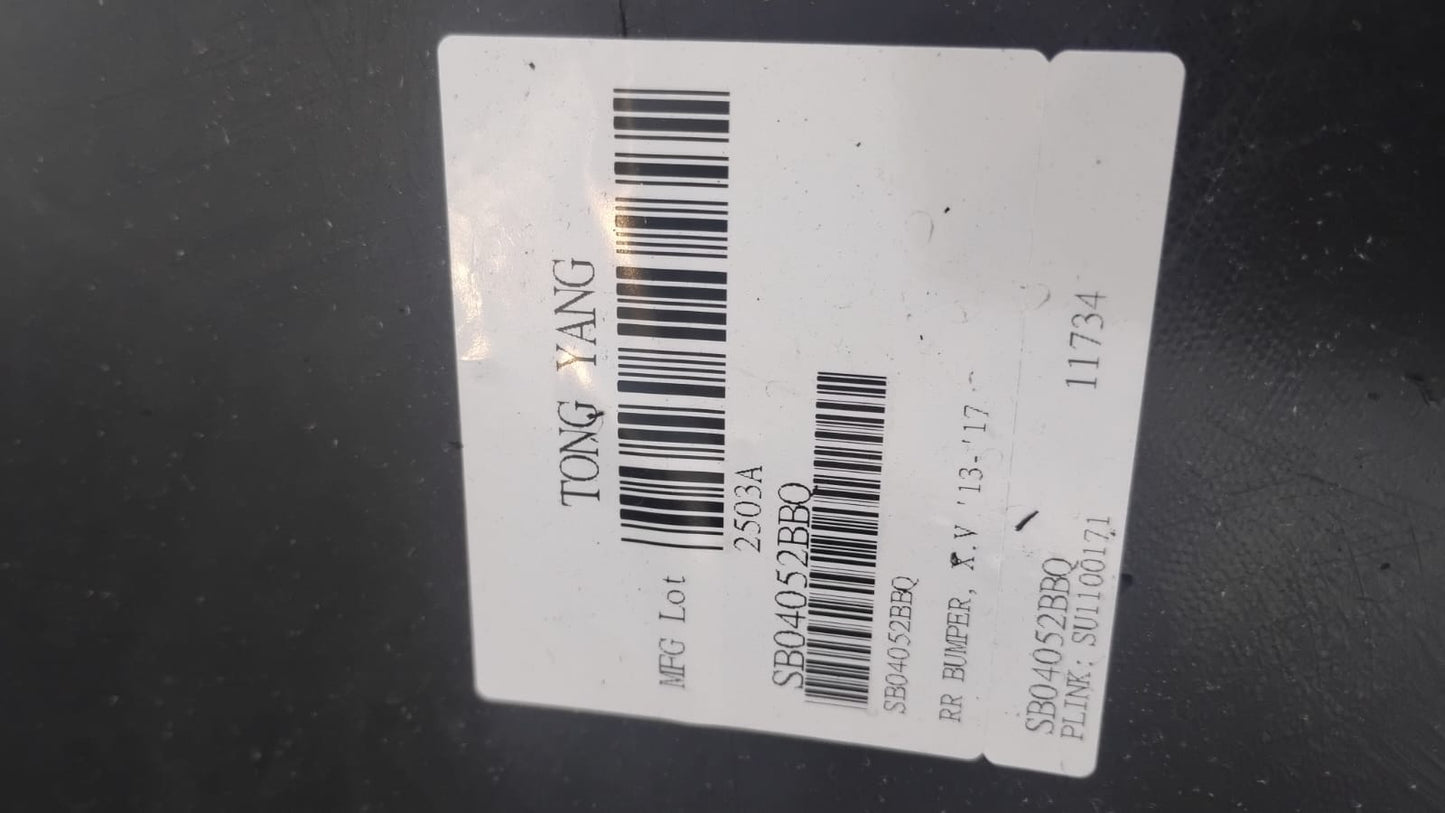 TONG YANG
MFG Lot
2503A
SB04052BBQ
SB04052BBQ
RR BUMPER, X.V '13-'17
SB04052BBQ
PLINK: SU1100171
11734